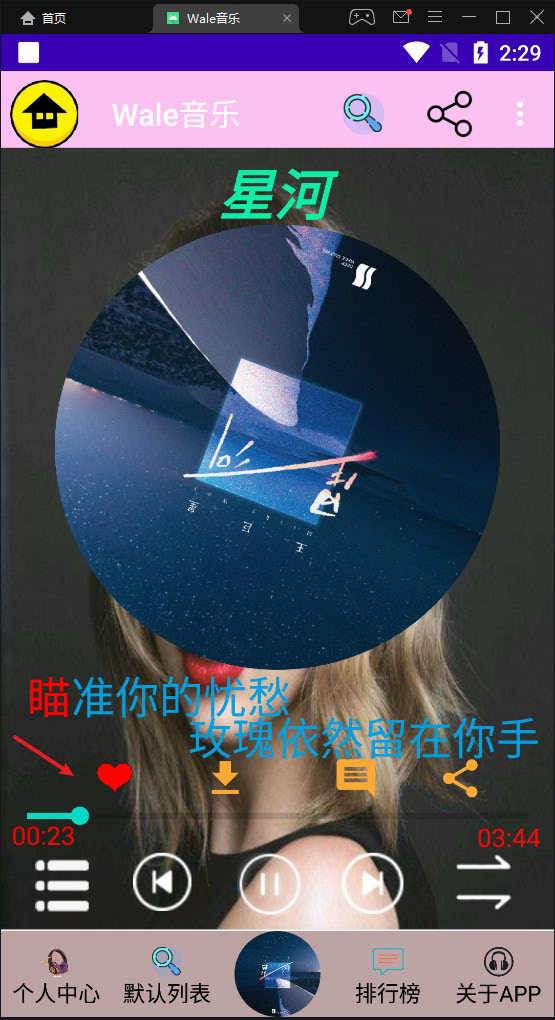 首页
Wale音乐
2:29
Wale音乐
星河
瞄准你的忧愁
玫瑰依然留在你手
00:23
03:44
个人中心
默认列表
排行榜
关于APP